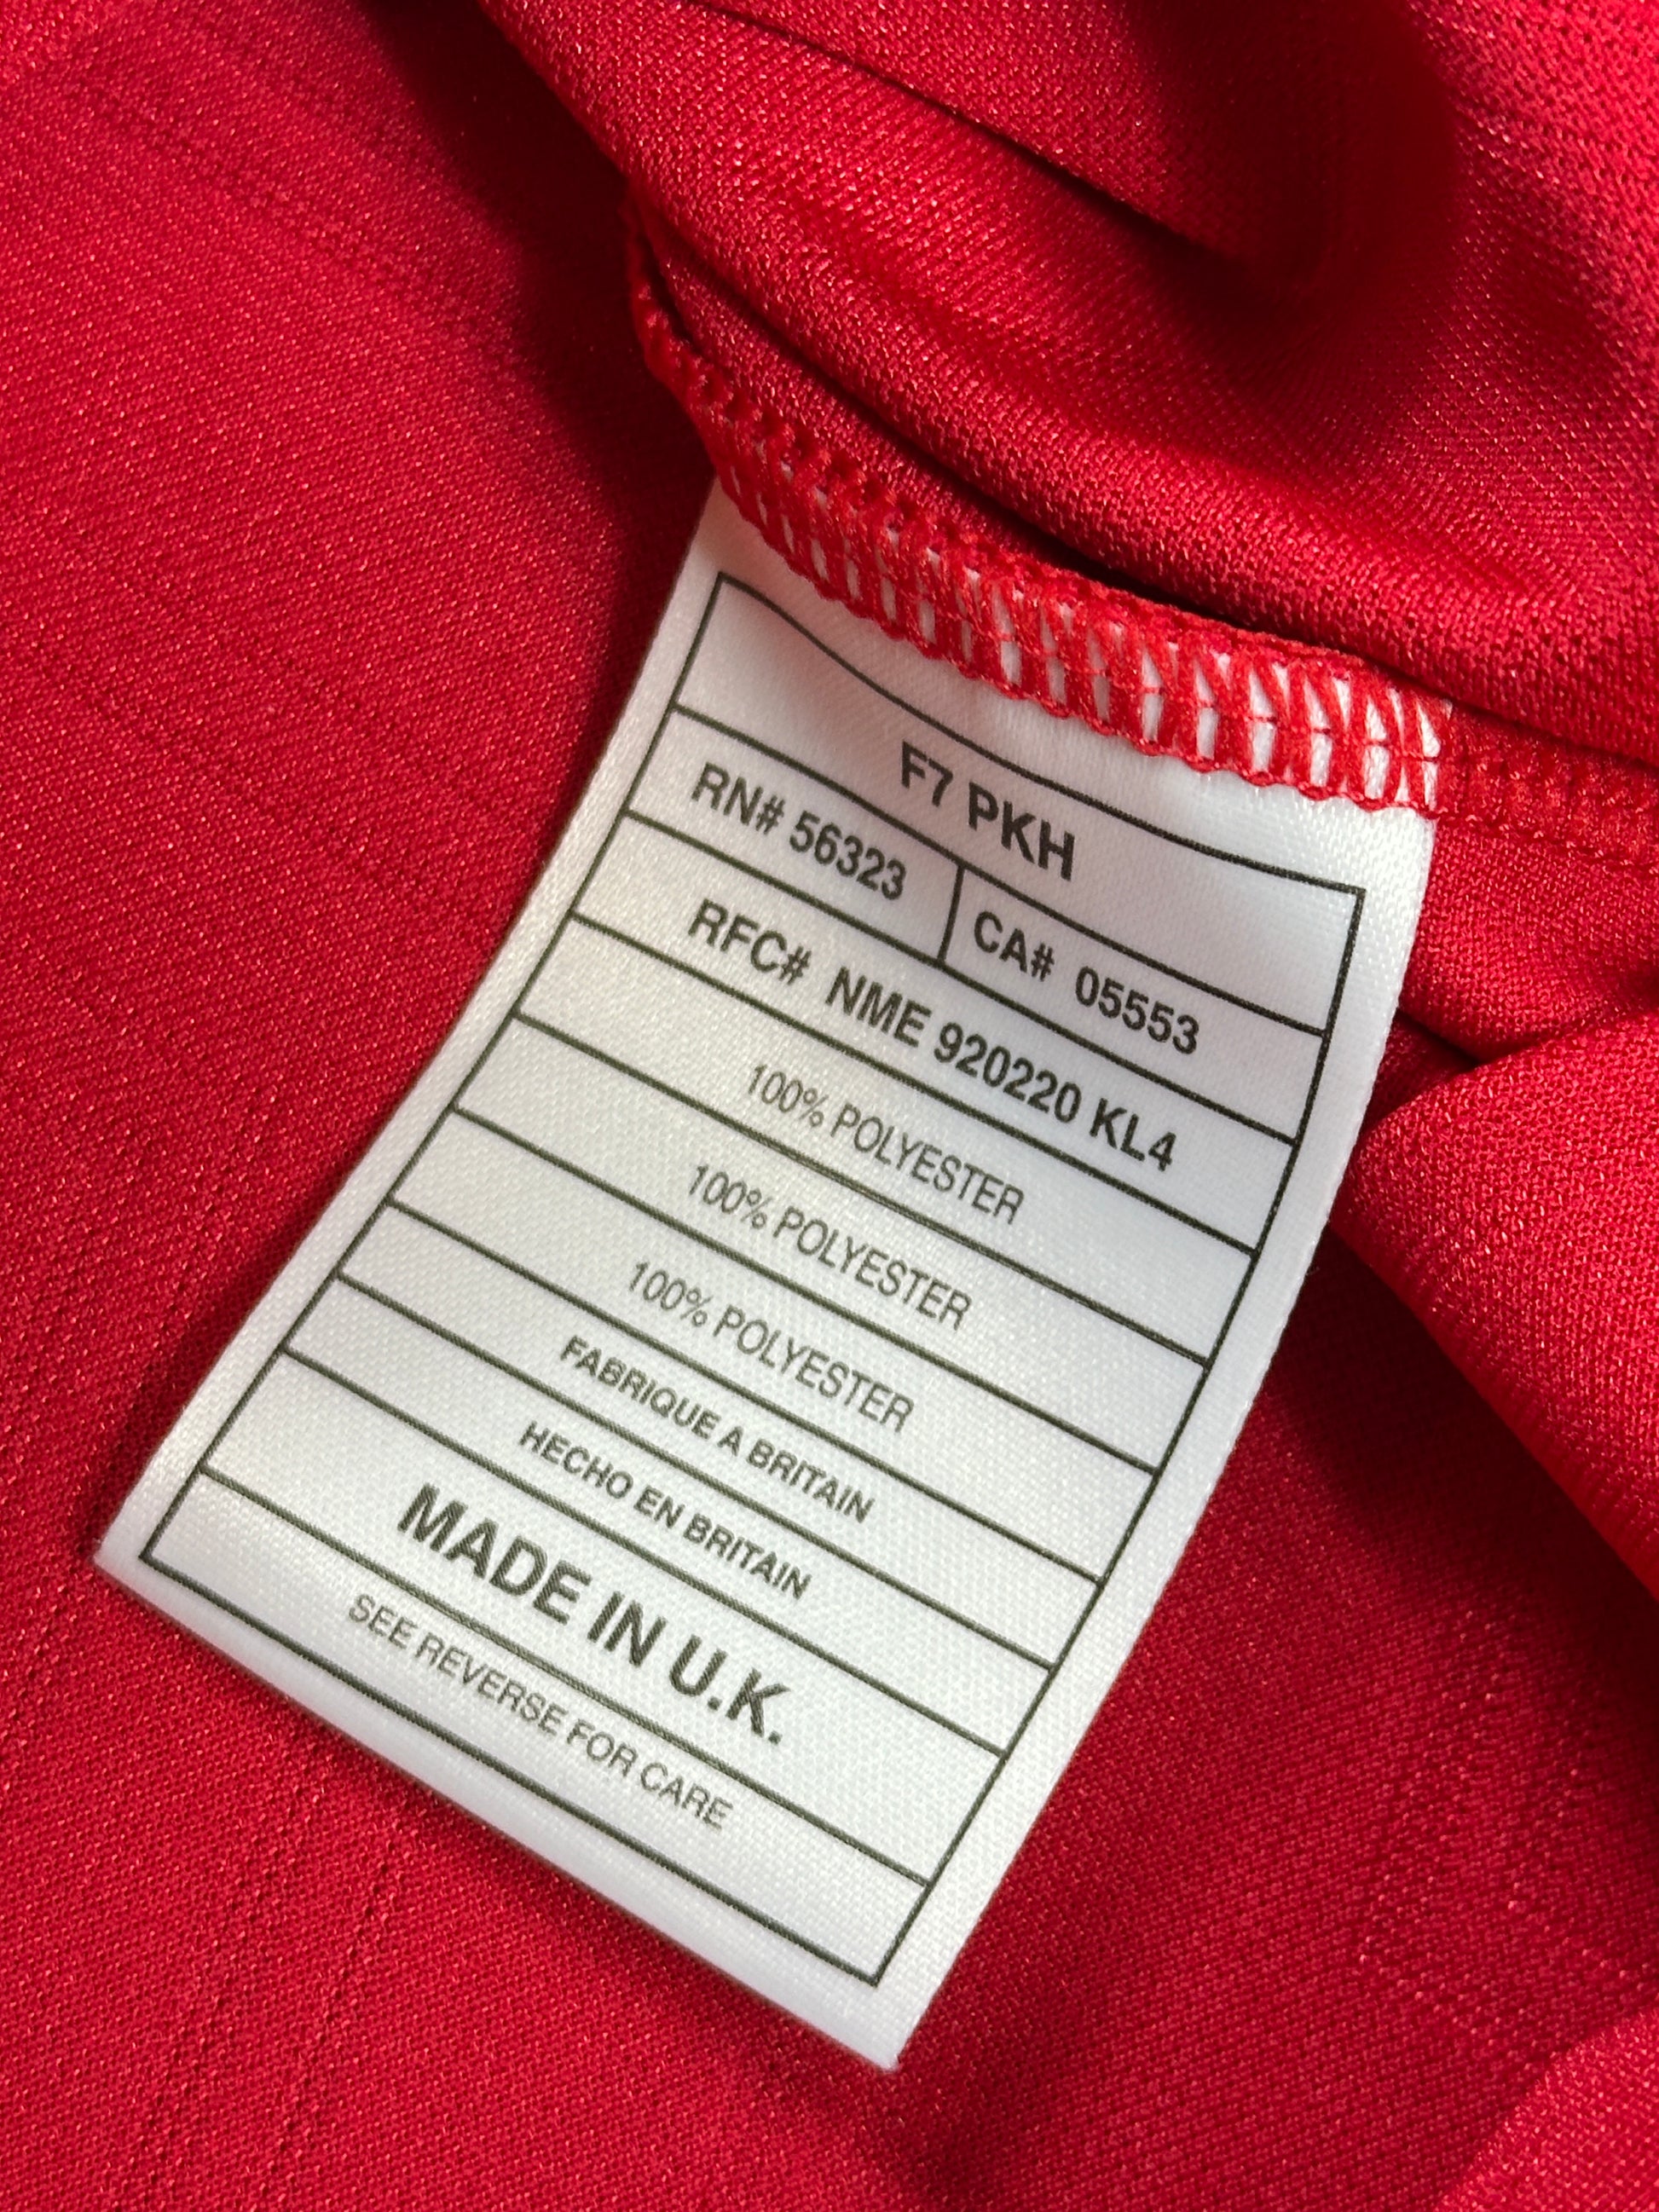 F7 PKH
RN# 56323 CA# 05553
RFC# NME 920220 KL4
100% POLYESTER
100% POLYESTER
100% POLYESTER
FABRIQUE A BRITAIN
HECHO EN BRITAIN
MADE IN U.K.
SEE REVERSE FOR CARE